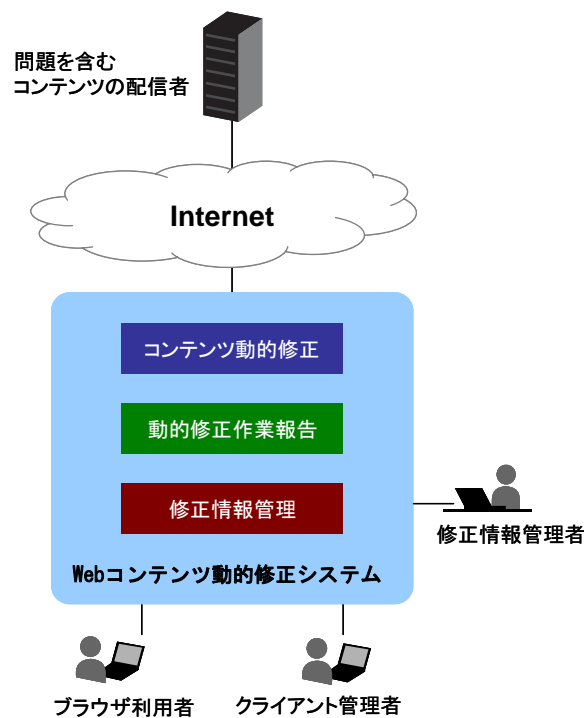 問題を含む
コンテンツの配信者
Internet
コンテンツ動的修正
動的修正作業報告
修正情報管理
Webコンテンツ動的修正システム
修正情報管理者
ブラウザ利用者
クライアント管理者